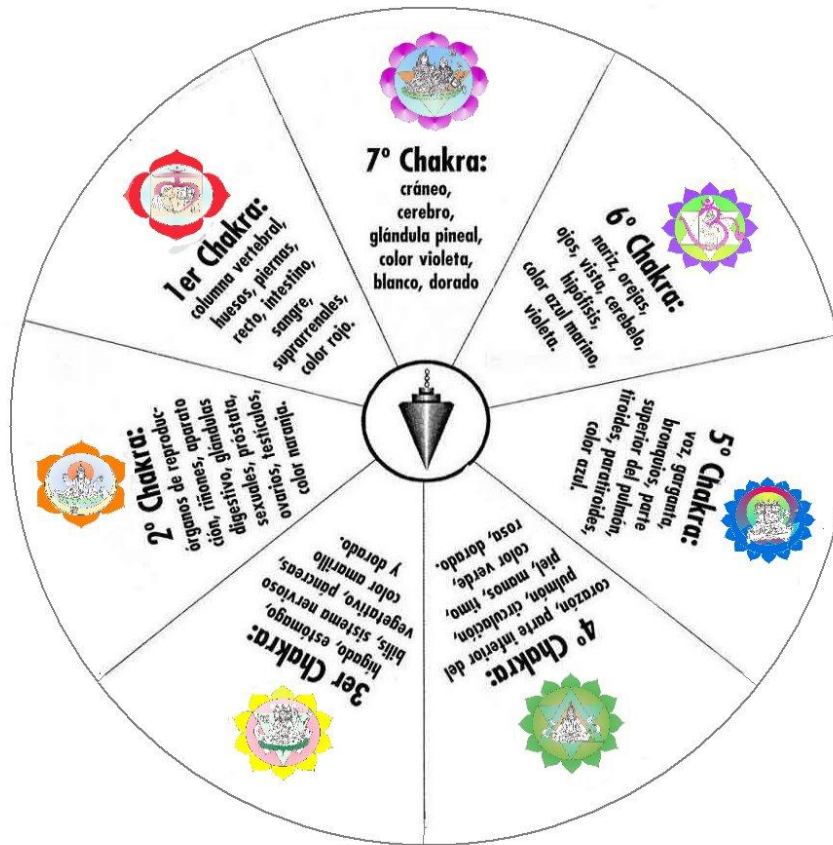 7º Chakra:
cráneo,
cerebro,
glándula pineal,
color violeta,
blanco, dorado
6º Chakra:
nariz, orejas,
ojos, vista, cerebelo,
hipófisis,
color azul marino,
violeta.
5º Chakra:
voz, garganta,
bronquios, parte
superior del pulmón,
tiroides, paratiroides,
color azul.
4º Chakra:
corazón, parte inferior del
pulmón, circulación,
piel, manos, timo,
color verde,
rosa, dorado.
3er Chakra:
hígado, estómago,
bilis, sistema nervioso
vegetativo, páncreas,
color amarillo
y dorado.
2º Chakra:
órganos de reproduc-
ción, riñones, aparato
digestivo, glándulas
sexuales, próstata,
ovarios, testículos,
color naranja.
1er Chakra:
columna vertebral,
huesos, piernas,
recto, intestino,
sangre,
suprarrenales,
color rojo.